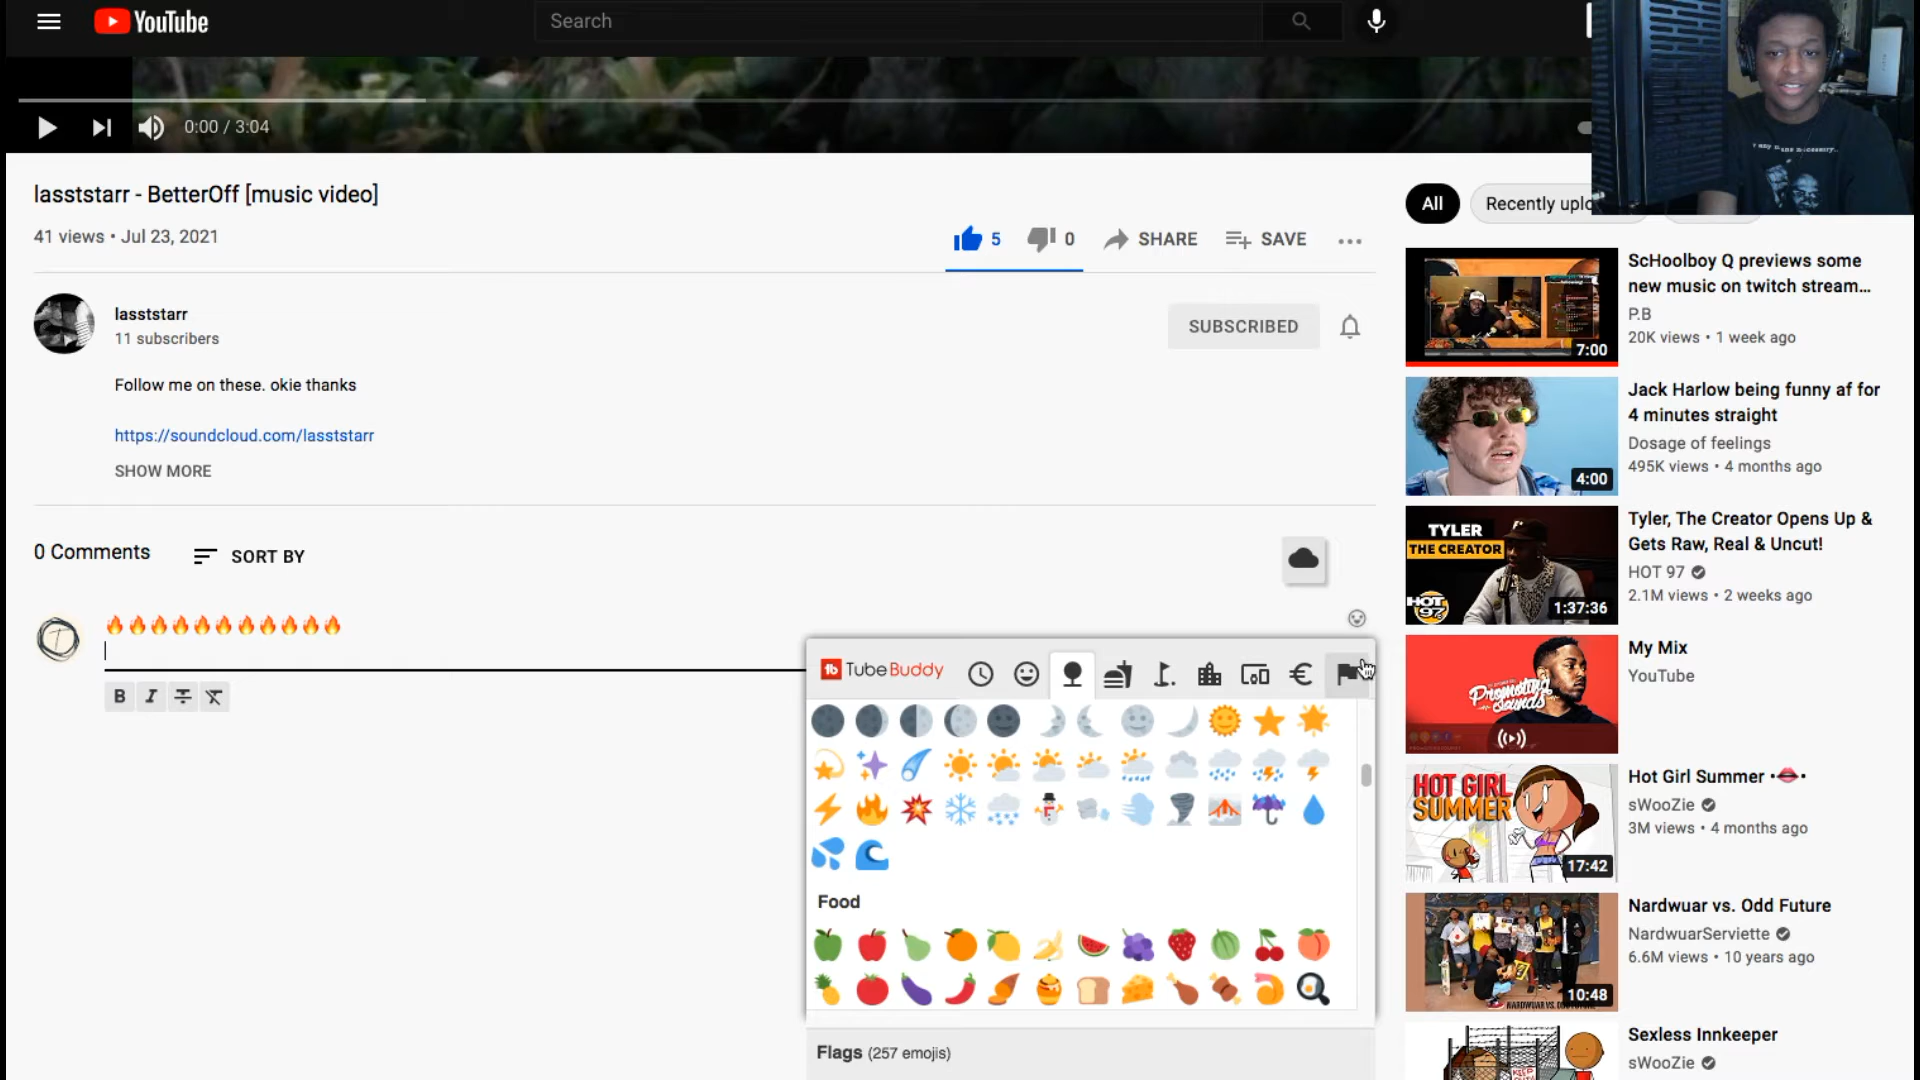 YouTube
Search
0:00 / 3:04
lasststarr - BetterOff [music video]
41 views • Jul 23, 2021
5
0
SHARE
SAVE
lasststarr
11 subscribers
SUBSCRIBED
Follow me on these. okie thanks
https://soundcloud.com/lasststarr
SHOW MORE
0 Comments
SORT BY
🔥🔥🔥🔥🔥🔥🔥🔥🔥🔥🔥
B I
TubeBuddy
Food
Flags (257 emojis)
All
Recently uplo
ScHoolboy Q previews some
new music on twitch stream...
P.B
20K views • 1 week ago
7:00
Jack Harlow being funny af for
4 minutes straight
Dosage of feelings
495K views • 4 months ago
4:00
TYLER
THE CREATOR
HOT 97
1:37:36
Tyler, The Creator Opens Up &
Gets Raw, Real & Uncut!
HOT 97
2.1M views • 2 weeks ago
Promoting Sounds
My Mix
YouTube
HOT GIRL
SUMMER
17:42
Hot Girl Summer •👄•
sWooZie
3M views • 4 months ago
10:48
Nardwuar vs. Odd Future
NardwuarServiette
6.6M views • 10 years ago
Sexless Innkeeper
sWooZie